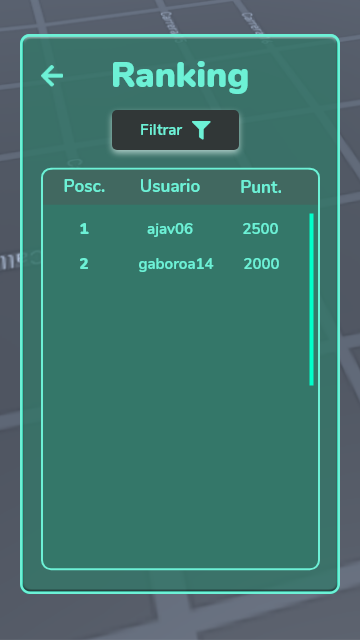 Ranking
Filtrar
Posc. Usuario Punt.
1 ajav06 2500
2 gaboroa14 2000